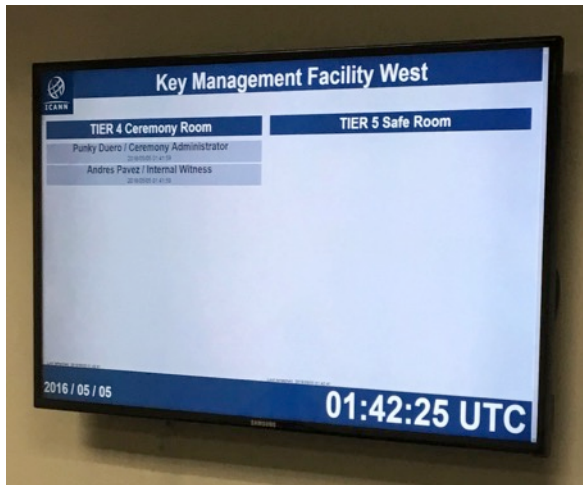 ICANN
Key Management Facility West
TIER 4 Ceremony Room
Punky Duero / Ceremony Administrator
Andres Pavez / Internal Witness
TIER 5 Safe Room
2016 / 05 / 05
01:42:25 UTC
SAMSUNG